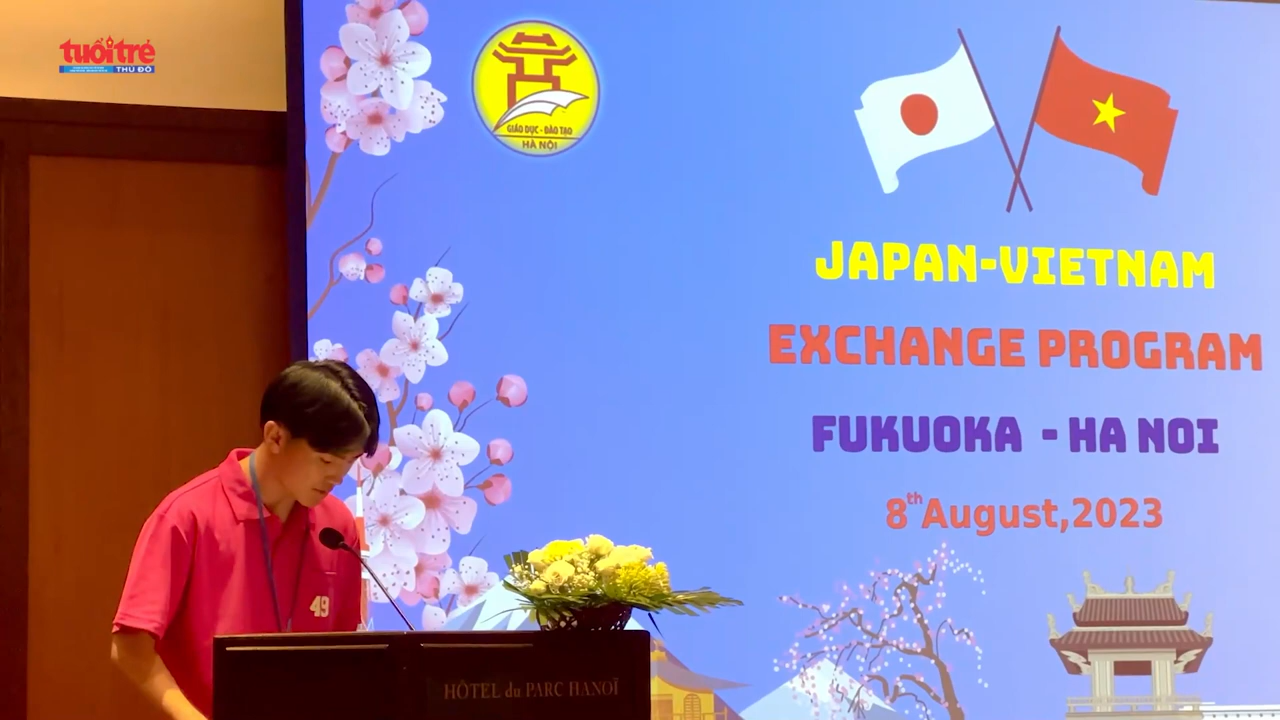 tuổi trẻ
THỦ ĐÔ
GIÁO DỤC - ĐÀO TẠO
HÀ NỘI
JAPAN-VIETNAM
EXCHANGE PROGRAM
FUKUOKA - HA NOI
8th August,2023
49
HÔTEL du PARC HANOÏ